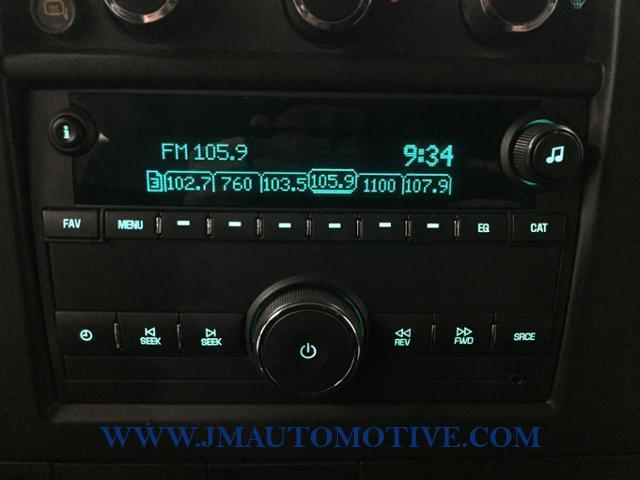 FM 105.9 9:34
3 102.7 760 103.5 105.9 1100 107.9
FAV MENU EQ CAT
SEEK SEEK REV FWD SRCE
WWW.JMAUTOMOTIVE.COM